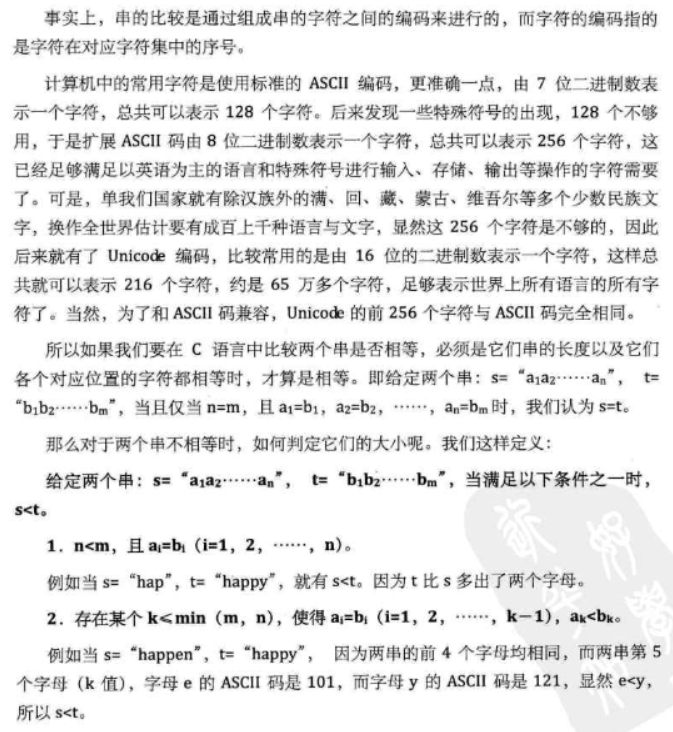 事实上，串的比较是通过组成串的字符之间的编码来进行的，而字符的编码指的
是字符在对应字符集中的序号。
计算机中的常用字符是使用标准的 ASCII 编码，更准确一点，由 7 位二进制数表
示一个字符，总共可以表示 128 个字符。后来发现一些特殊符号的出现，128 个不够
用，于是扩展 ASCII 码由 8 位二进制数表示一个字符，总共可以表示 256 个字符，这
已经足够满足以英语为主的语言和特殊符号进行输入、存储、输出等操作的字符需要
了。可是，单我们国家就有除汉族外的满、回、藏、蒙古、维吾尔等多个少数民族文
字，换作全世界估计要有成百上千种语言与文字，显然这 256 个字符是不够的，因此
后来就有了 Unicode 编码，比较常用的是由 16 位的二进制数表示一个字符，这样总
共就可以表示 216 个字符，约是 65 万多个字符，足够表示世界上所有语言的所有字
符了。当然，为了和 ASCII 码兼容，Unicode 的前 256 个字符与 ASCII 码完全相同。
所以如果我们要在 C 语言中比较两个串是否相等，必须是它们串的长度以及它们
各个对应位置的字符都相等时，才算是相等。即给定两个串：s= “a₁a₂……aₙ”， t=
“b₁b₂……bₘ”，当且仅当 n=m，且 a₁=b₁，a₂=b₂，……，aₙ=bₘ 时，我们认为 s=t。
那么对于两个串不相等时，如何判定它们的大小呢。我们这样定义：
给定两个串：s= “a₁a₂……aₙ”， t= “b₁b₂……bₘ”，当满足以下条件之一时，
s<t。
1．n<m，且 aᵢ=bᵢ（i=1，2，……，n）。
例如当 s= “hap”，t= “happy”，就有 s<t。因为 t 比 s 多出了两个字母。
2．存在某个 k≤min（m，n），使得 aᵢ=bᵢ（i=1，2，……，k－1），aₖ<bₖ。
例如当 s= “happen”，t= “happy”， 因为两串的前 4 个字母均相同，而两串第 5
个字母（k 值），字母 e 的 ASCII 码是 101，而字母 y 的 ASCII 码是 121，显然 e<y，
所以 s<t。